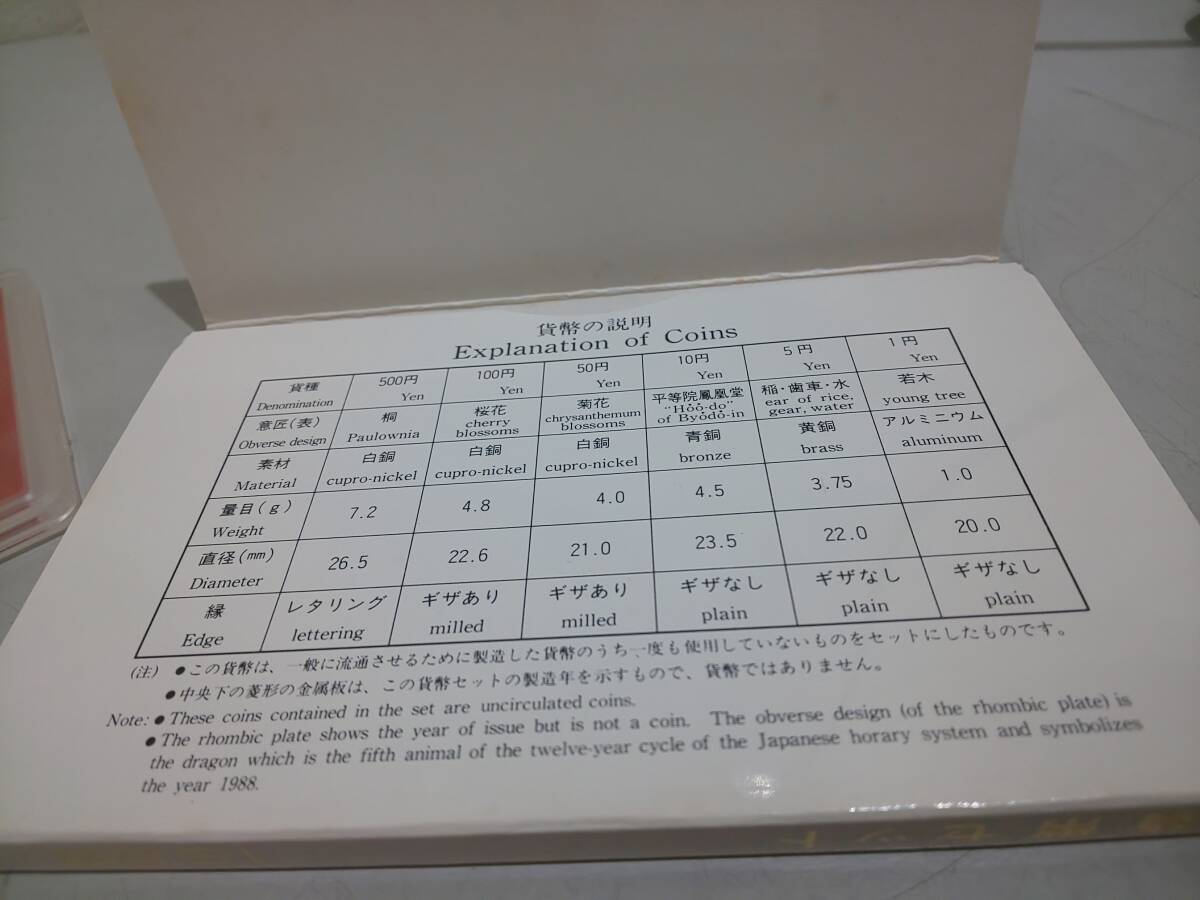 貨幣の説明
Explanation of Coins
貨種 500円 100円 50円 10円 5円 1円
Denomination Yen Yen Yen Yen Yen Yen
意匠(表) 桐 桜花 菊花 平等院鳳凰堂 稲・歯車・水 若木
Obverse design Paulownia cherry blossoms chrysanthemum blossoms "Hōō-do" of Byōdō-in ear of rice, gear, water young tree
素材 白銅 白銅 白銅 青銅 黄銅 アルミニウム
Material cupro-nickel cupro-nickel cupro-nickel bronze brass aluminum
量目(g) 7.2 4.8 4.0 4.5 3.75 1.0
Weight
直径(mm) 26.5 22.6 21.0 23.5 22.0 20.0
Diameter
縁 レタリング ギザあり ギザあり ギザなし ギザなし ギザなし
Edge lettering milled milled plain plain plain
(注) ●この貨幣は、一般に流通させるために製造した貨幣のうち一度も使用していないものをセットにしたものです。
●中央下の菱形の金属板は、この貨幣セットの製造年を示すもので、貨幣ではありません。
Note: ● These coins contained in the set are uncirculated coins.
● The rhombic plate shows the year of issue but is not a coin. The obverse design (of the rhombic plate) is
the dragon which is the fifth animal of the twelve-year cycle of the Japanese horary system and symbolizes
the year 1988.